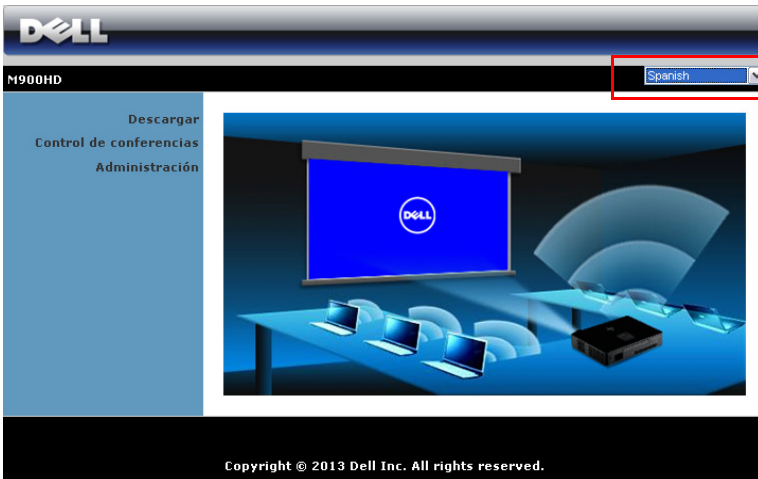 DELL
M900HD
Spanish
Descargar
Control de conferencias
Administración
DELL
Copyright © 2013 Dell Inc. All rights reserved.